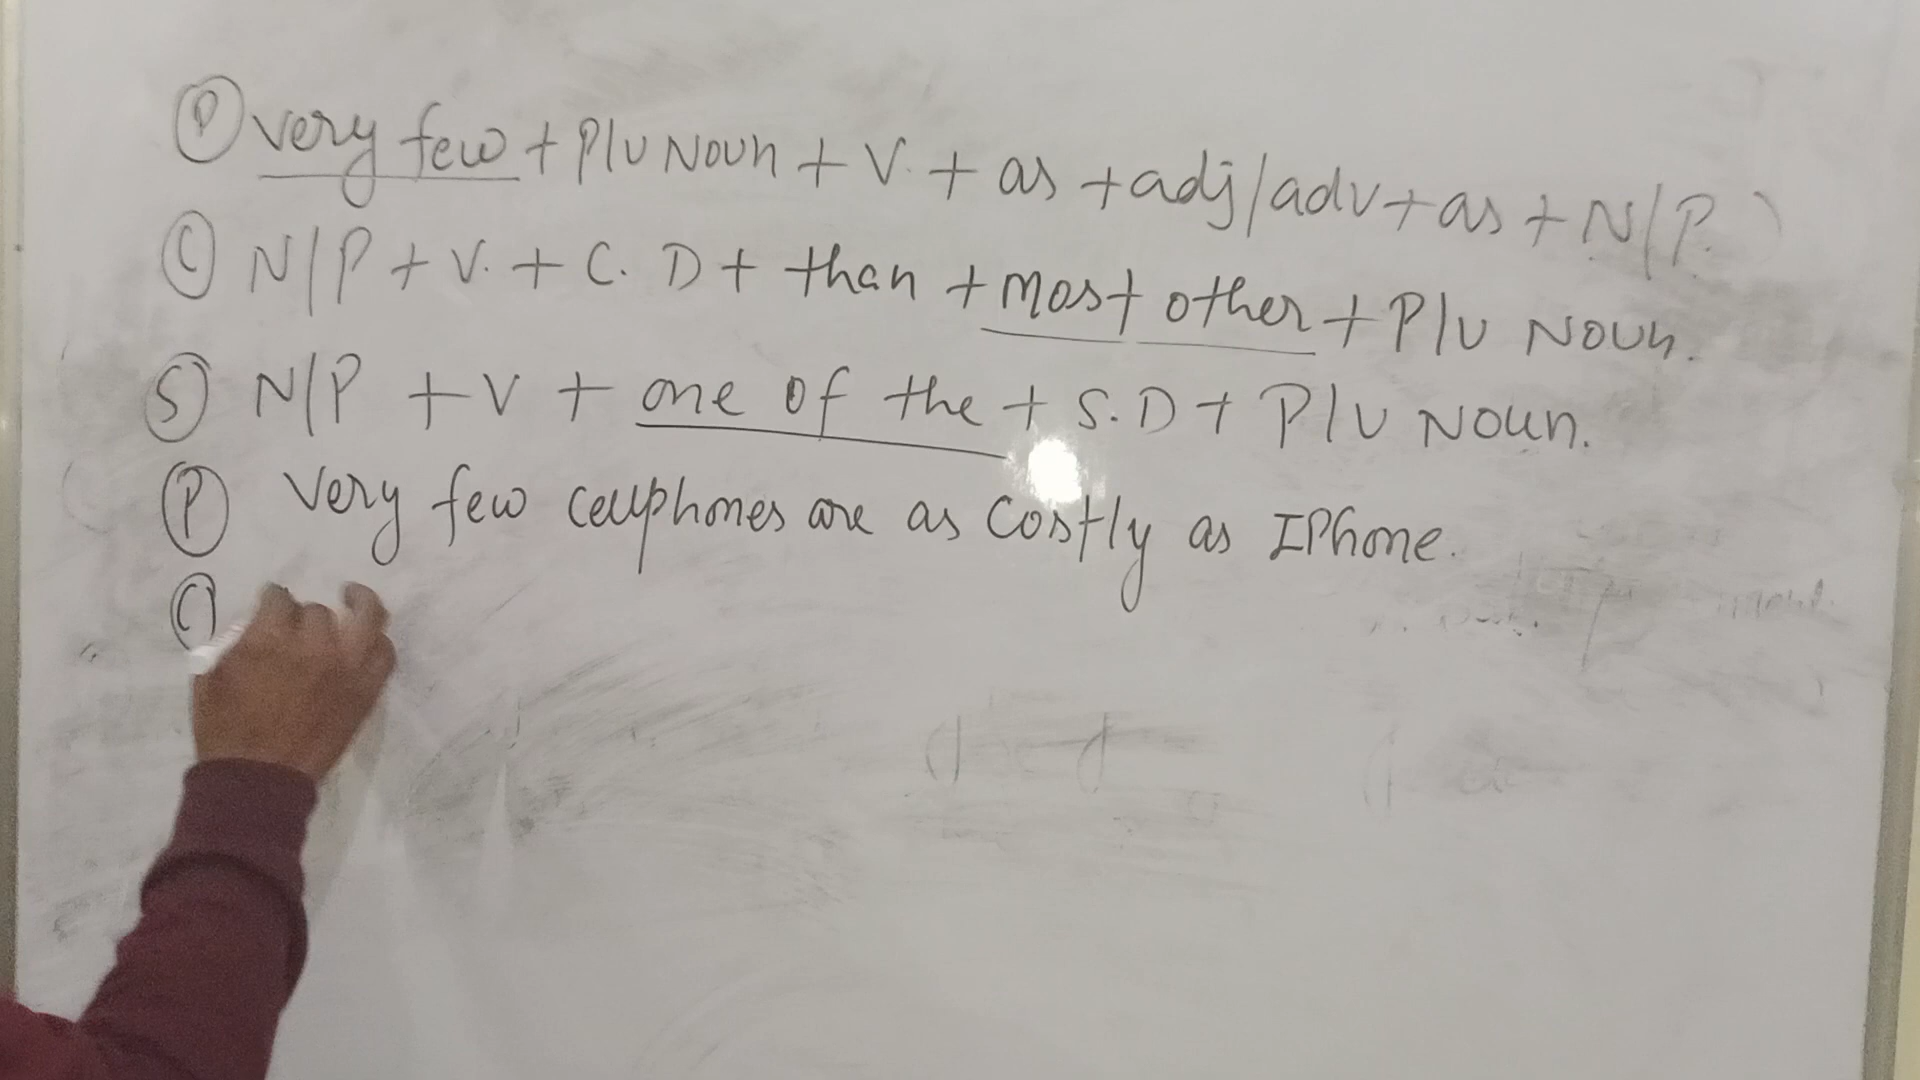 (P) very few + Plu Noun + V. + as + adj/adv + as + N/P.
(C) N/P + V. + C. D + than + most other + Plu Noun.
(S) N/P + V + one of the + S.D + Plu Noun.
(P) Very few cellphones are as Costly as IPhone.
(C)